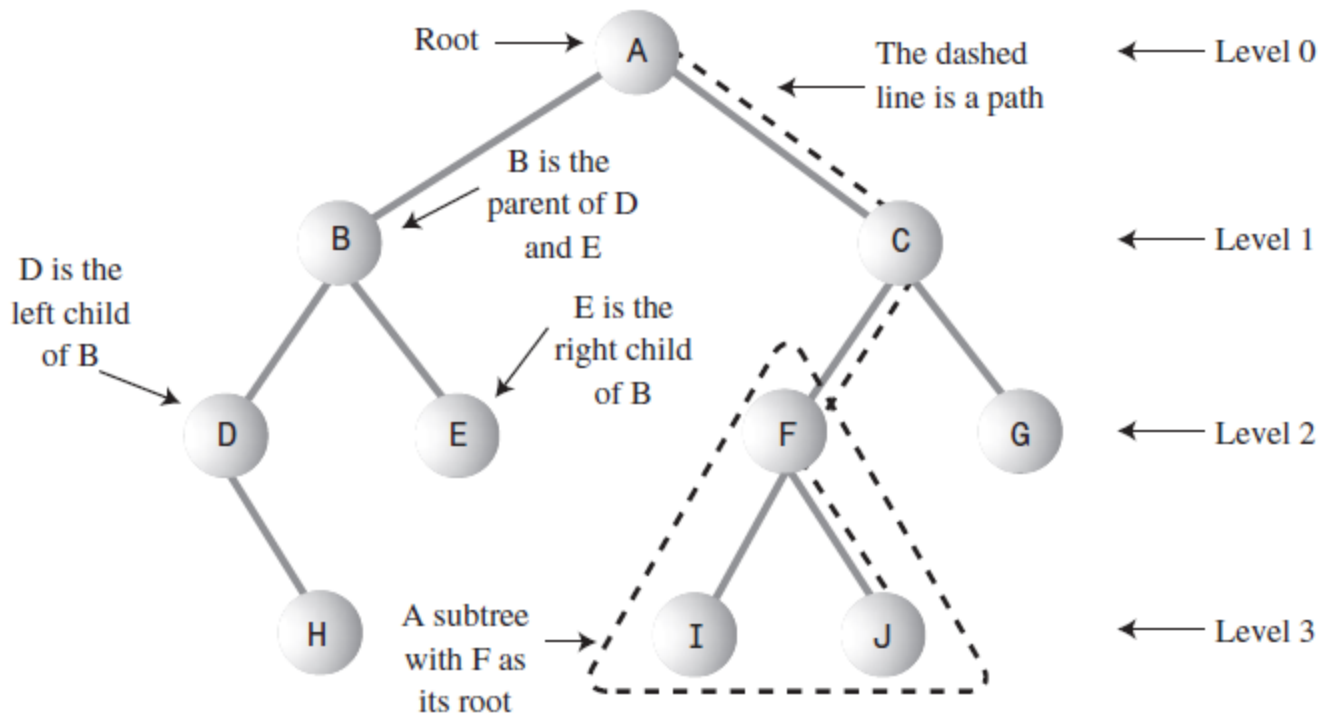 Root
A
The dashed
line is a path
Level 0
B is the
parent of D
and E
B
C
Level 1
D is the
left child
of B
E is the
right child
of B
D
E
F
G
Level 2
A subtree
with F as
its root
H
I
J
Level 3